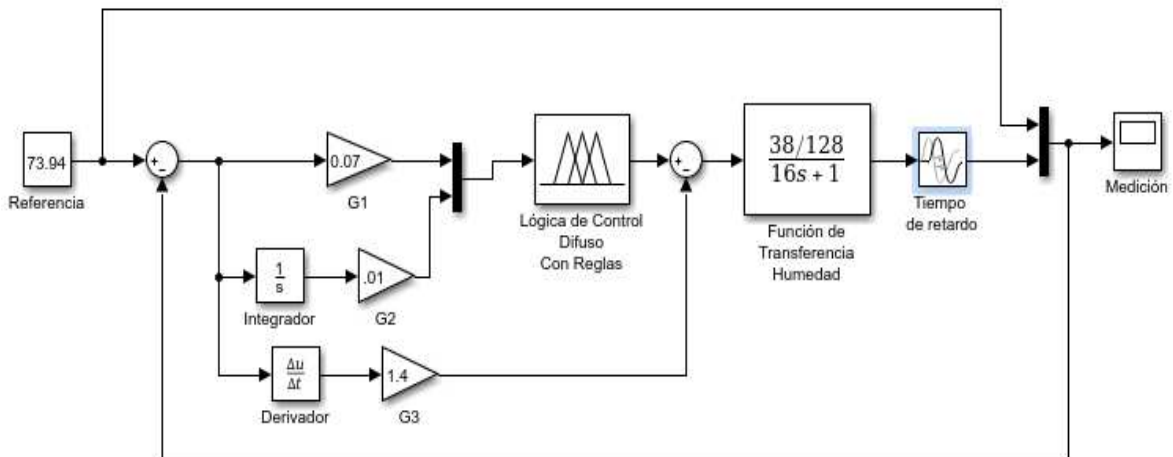 73.94
Referencia
+
−
0.07
G1
1
s
Integrador
.01
G2
Δu
Δt
Derivador
1.4
G3
Lógica de Control
Difuso
Con Reglas
+
−
38/128
16s + 1
Función de
Transferencia
Humedad
Tiempo
de retardo
Medición